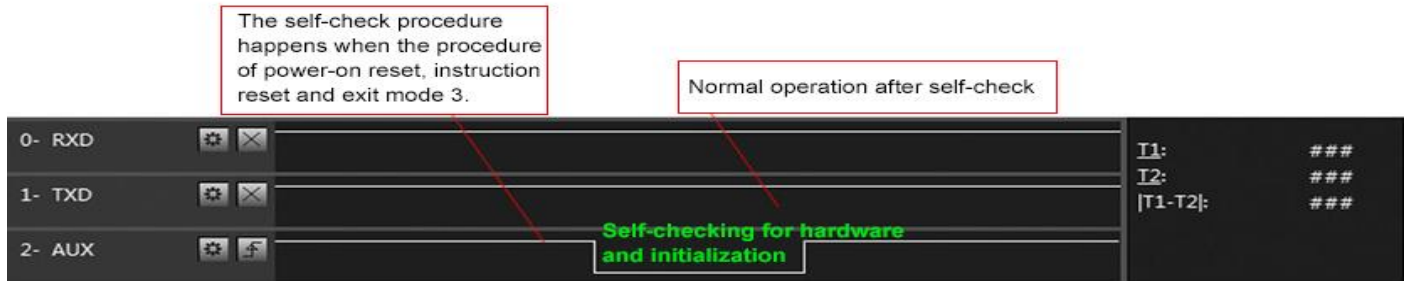 The self-check procedure
happens when the procedure
of power-on reset, instruction
reset and exit mode 3.
Normal operation after self-check
0- RXD
T1: ###
1- TXD
T2: ###
|T1-T2|: ###
Self-checking for hardware
2- AUX
and initialization